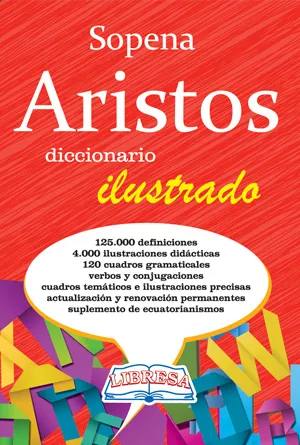 Sopena
Aristos
diccionario
ilustrado
125.000 definiciones
4.000 ilustraciones didácticas
120 cuadros gramaticales
verbos y conjugaciones
cuadros temáticos e ilustraciones precisas
actualización y renovación permanentes
suplemento de ecuatorianismos
LIBRESA